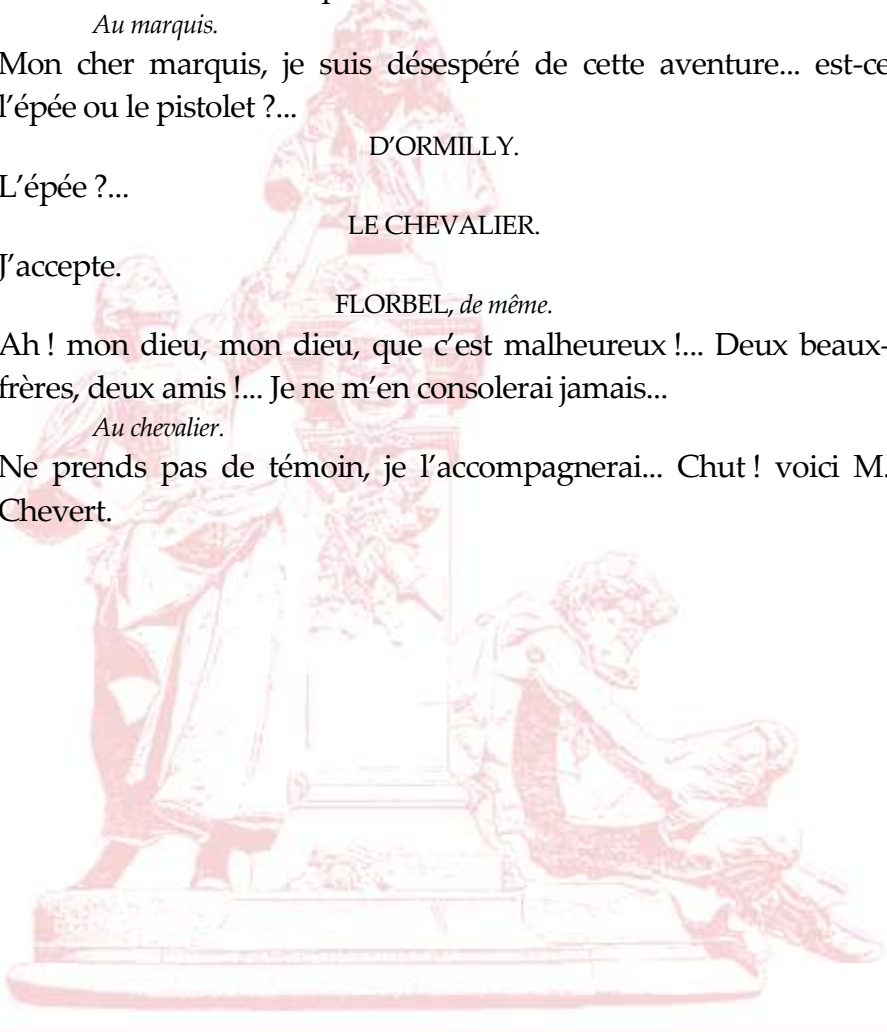 Au marquis.
Mon cher marquis, je suis désespéré de cette aventure... est-ce
l’épée ou le pistolet ?...
D’ORMILLY.
L’épée ?...
LE CHEVALIER.
J’accepte.
FLORBEL, de même.
Ah ! mon dieu, mon dieu, que c’est malheureux !... Deux beaux-
frères, deux amis !... Je ne m’en consolerai jamais...
Au chevalier.
Ne prends pas de témoin, je l’accompagnerai... Chut ! voici M.
Chevert.